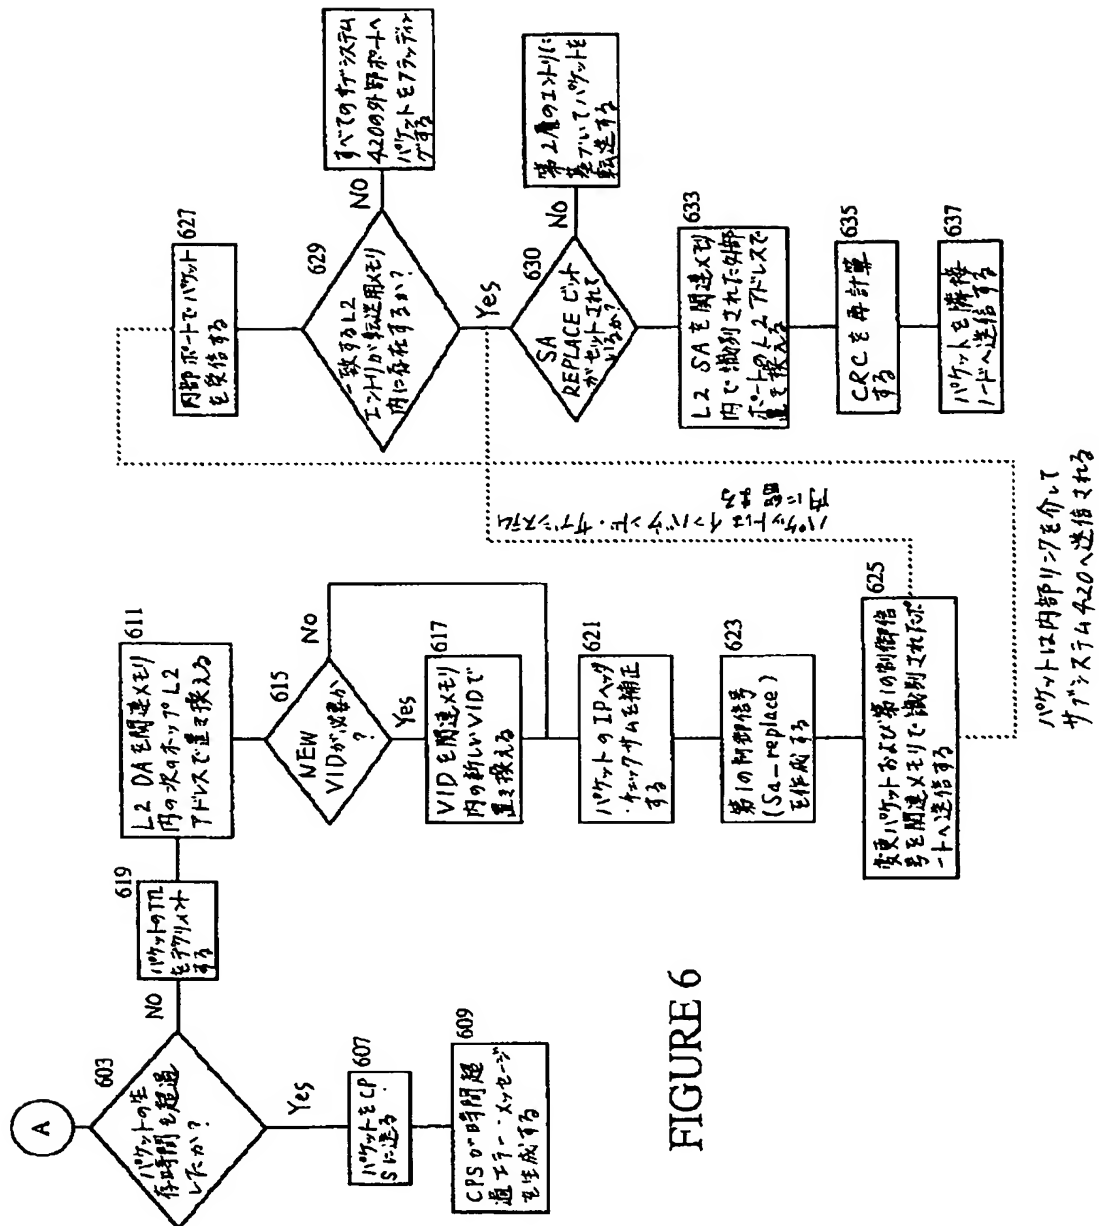 A
603
パケットの生
存時間を超過
したか?
NO
Yes
607
パケットをCP
Sに送る
609
CPSが時間超
過エラー・メッセージ
を生成する
619
パケットのTTL
をデクリメント
する
611
L2 DAを関連メモリ
内の次のホップL2
アドレスで置き換える
615
NEW
VIDが必要か
?
No
Yes
617
VIDを関連メモリ
内の新しいVIDで
置き換える
621
パケットのIPヘッダ
・チェックサムを補正
する
623
第1の制御信号
(Sa_replace)
を作成する
625
変更パケットおよび第1の制御信
号を関連メモリで識別されたポ
ートへ送信する
パケットはインバウンド・サブシステム
内に留まる
パケットは内部リンクを介して
サブシステム420へ送信される
627
内部ポートでパケット
を受信する
629
一致するL2
エントリが転送用メモリ
内に存在するか?
NO
すべてのサブシステム
420の外部ポートへ
パケットをフラッディン
グする
Yes
630
SA
REPLACE ビット
がセットされて
いるか?
NO
第2層のエントリに
基づいてパケットを
転送する
633
L2 SAを関連メモリ
内で識別された外部
ポートのL2アドレスで
置き換える
635
CRCを再計算
する
637
パケットを隣接
ノードへ送信する
FIGURE 6